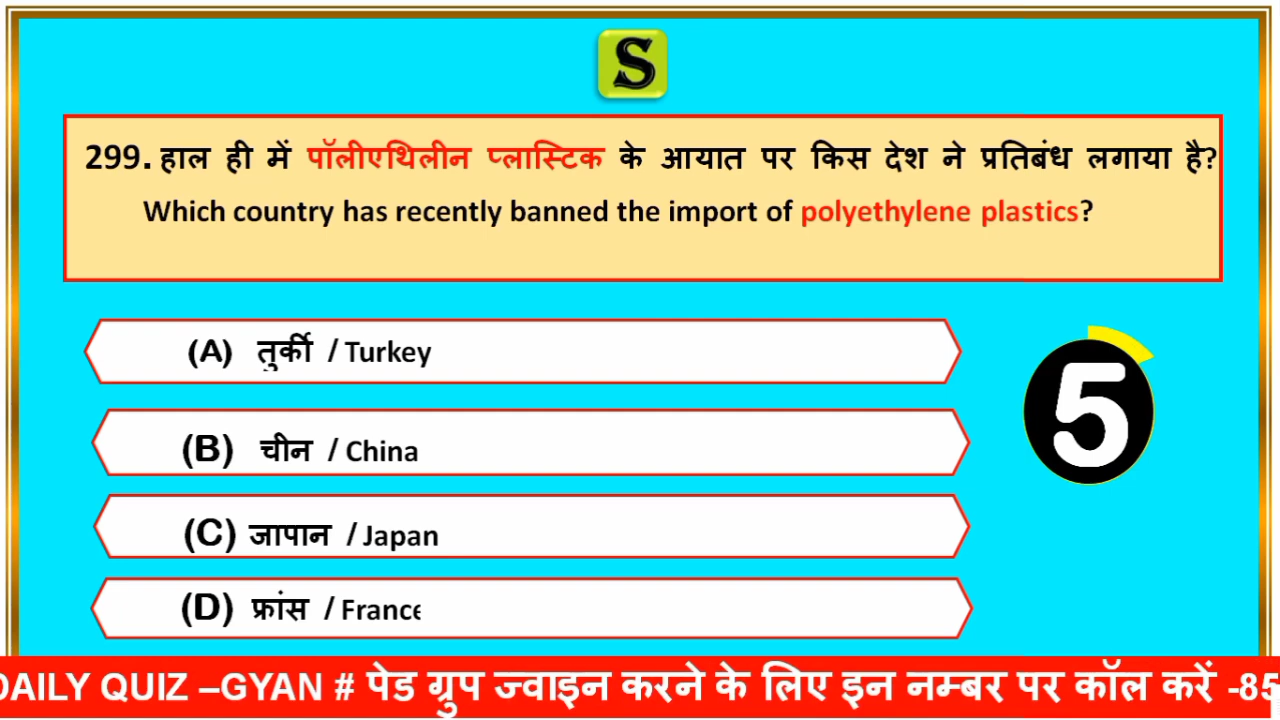 S
299. हाल ही में पॉलीएथिलीन प्लास्टिक के आयात पर किस देश ने प्रतिबंध लगाया है?
Which country has recently banned the import of polyethylene plastics?
(A) तुर्की / Turkey
(B) चीन / China
5
(C) जापान / Japan
(D) फ्रांस / France
DAILY QUIZ –GYAN # पेड ग्रुप ज्वाइन करने के लिए इन नम्बर पर कॉल करें -85